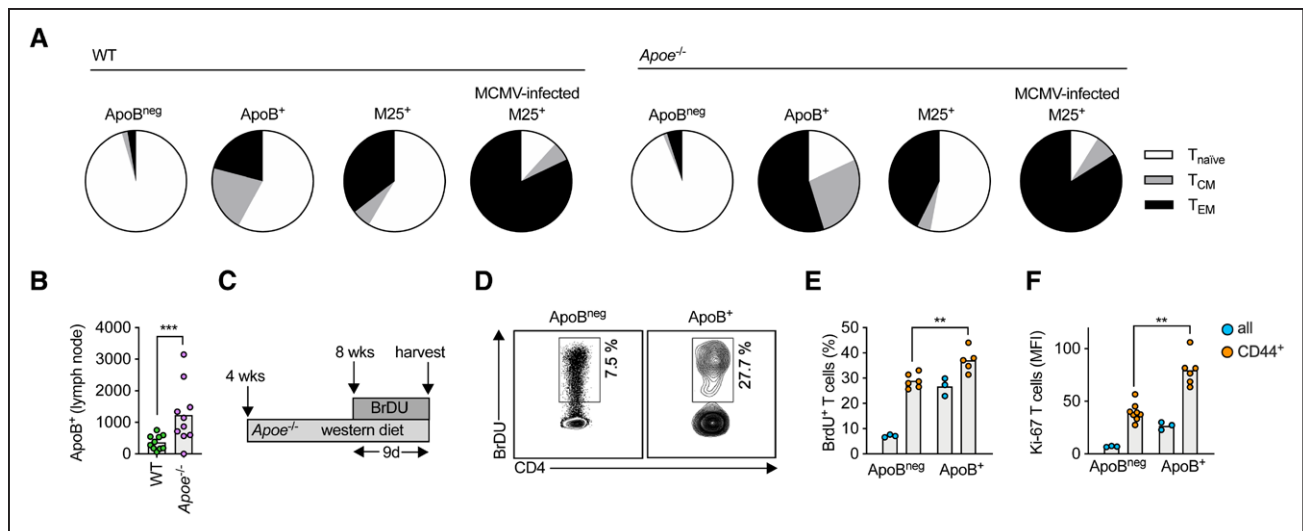 A
WT
Apoe-/-
ApoBneg
ApoB+
M25+
MCMV-infected
M25+
ApoBneg
ApoB+
M25+
MCMV-infected
M25+
Tnaïve
TCM
TEM
B
ApoB+ (lymph node)
4000
3000
2000
1000
0
***
WT
Apoe-/-
C
4 wks
8 wks
harvest
BrDU
Apoe-/- western diet
9d
D
ApoBneg
ApoB+
BrDU
7.5 %
27.7 %
CD4
E
BrdU+ T cells (%)
50
40
30
20
10
0
**
ApoBneg
ApoB+
F
Ki-67 T cells (MFI)
100
50
0
**
ApoBneg
ApoB+
all
CD44+